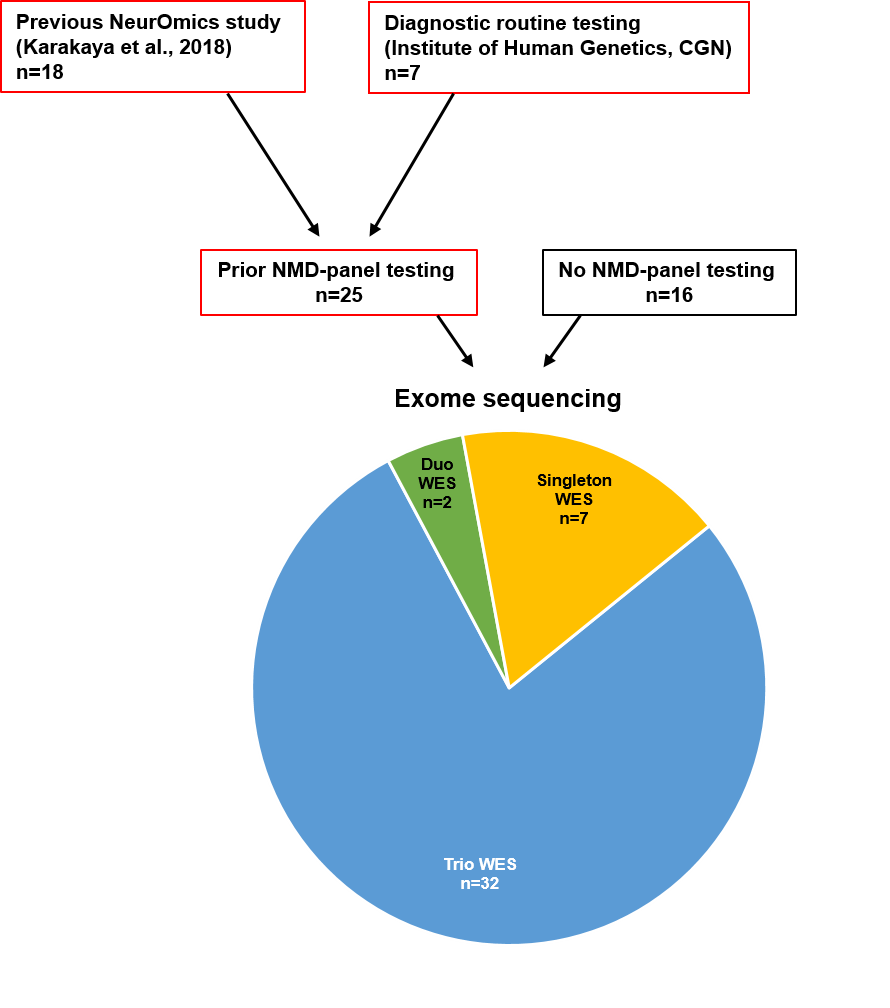 Previous NeurOmics study
(Karakaya et al., 2018)
n=18
Diagnostic routine testing
(Institute of Human Genetics, CGN)
n=7
Prior NMD-panel testing
n=25
No NMD-panel testing
n=16
Exome sequencing
Duo
WES
n=2
Singleton
WES
n=7
Trio WES
n=32